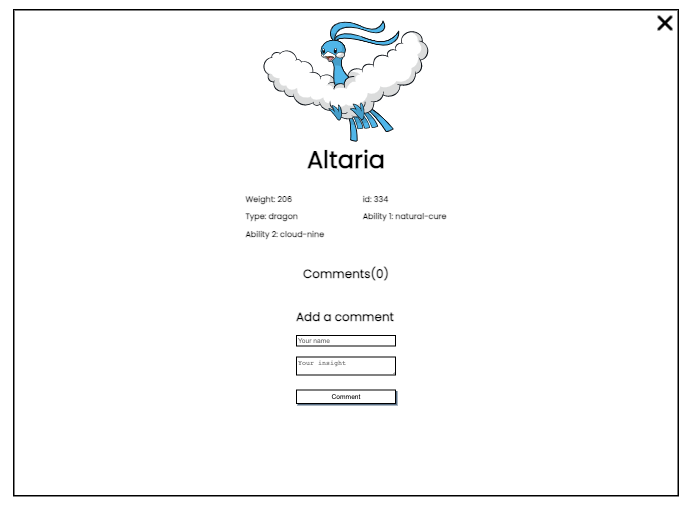 Altaria
Weight: 206
id: 334
Type: dragon
Ability 1: natural-cure
Ability 2: cloud-nine
Comments(0)
Add a comment
Your name
Your insight
Comment